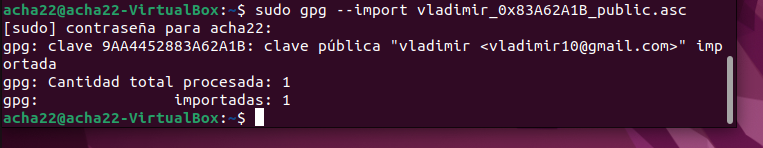 acha22@acha22-VirtualBox:~$ sudo gpg --import vladimir_0x83A62A1B_public.asc
[sudo] contraseña para acha22:
gpg: clave 9AA4452883A62A1B: clave pública "vladimir <vladimir10@gmail.com>" imp
ortada
gpg: Cantidad total procesada: 1
gpg:               importadas: 1
acha22@acha22-VirtualBox:~$